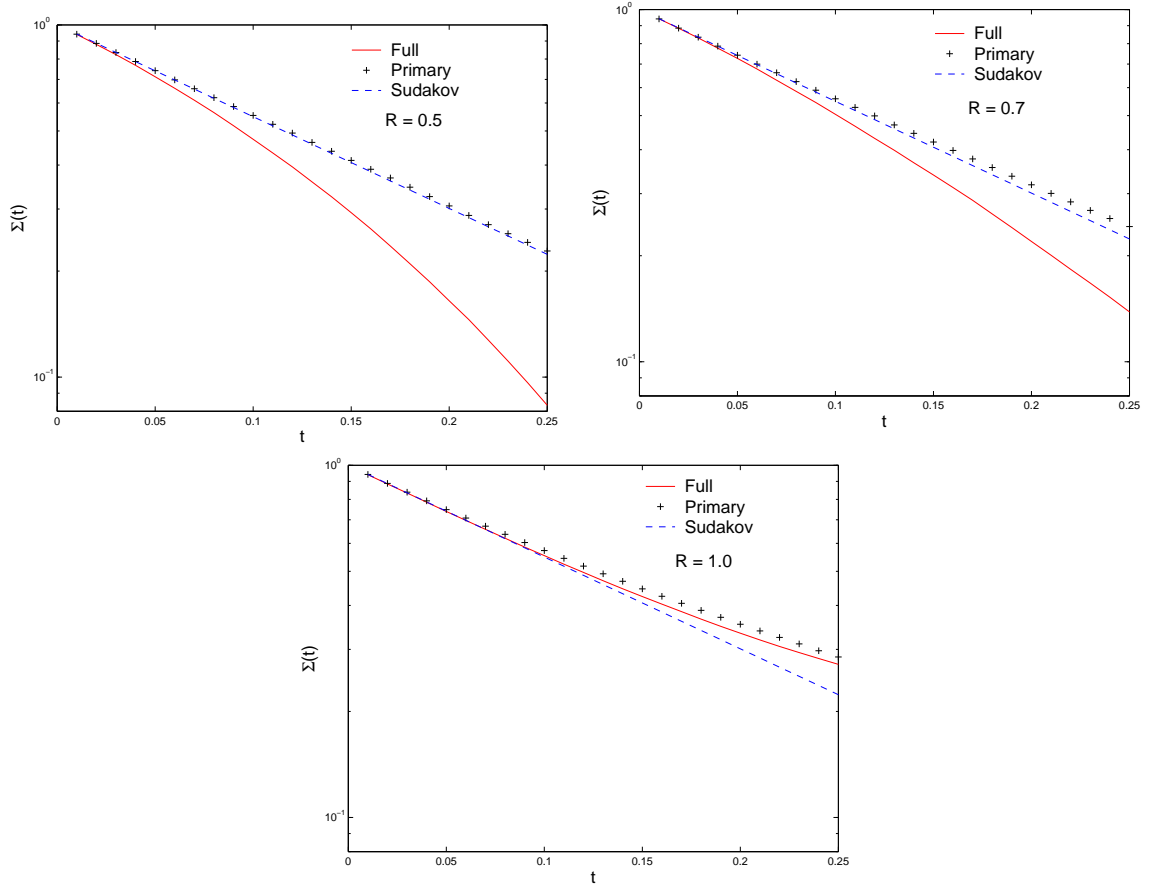 10^0
Full
Primary
Sudakov
R = 0.5
Σ(t)
10^-1
0
0.05
0.1
0.15
0.2
0.25
t
10^0
Full
Primary
Sudakov
R = 0.7
Σ(t)
10^-1
0
0.05
0.1
0.15
0.2
0.25
t
10^0
Full
Primary
Sudakov
R = 1.0
Σ(t)
10^-1
0
0.05
0.1
0.15
0.2
0.25
t